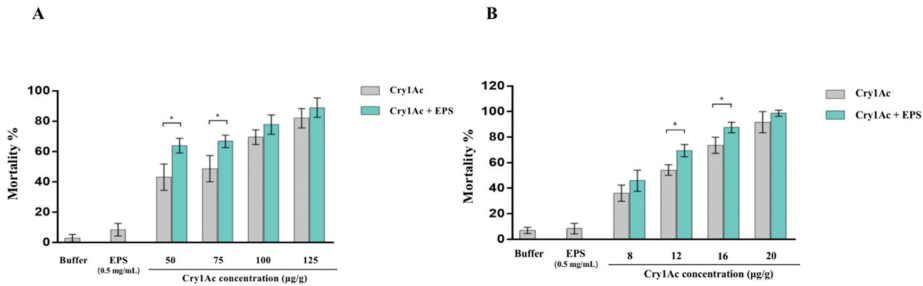 A
Mortality %
100
80
60
40
20
0
*
*
Cry1Ac
Cry1Ac + EPS
Buffer
EPS
(0.5 mg/mL)
50
75
100
125
Cry1Ac concentration (µg/g)
B
Mortality %
120
100
80
60
40
20
0
*
*
Cry1Ac
Cry1Ac + EPS
Buffer
EPS
(0.5 mg/mL)
8
12
16
20
Cry1Ac concentration (µg/g)